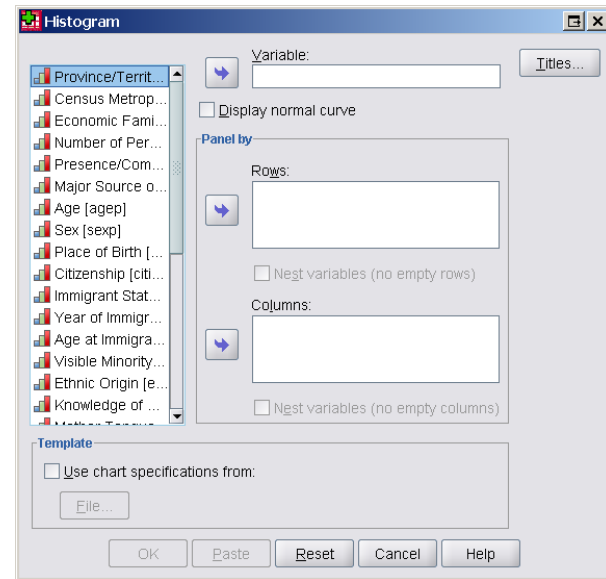 Histogram
Province/Territ...
Census Metrop...
Economic Fami...
Number of Per...
Presence/Com...
Major Source o...
Age [agep]
Sex [sexp]
Place of Birth [...
Citizenship [citi...
Immigrant Stat...
Year of Immigr...
Age at Immigra...
Visible Minority...
Ethnic Origin [e...
Knowledge of ...
Mother Tongue
Variable:
Titles...
Display normal curve
Panel by
Rows:
Nest variables (no empty rows)
Columns:
Nest variables (no empty columns)
Template
Use chart specifications from:
File...
OK
Paste
Reset
Cancel
Help